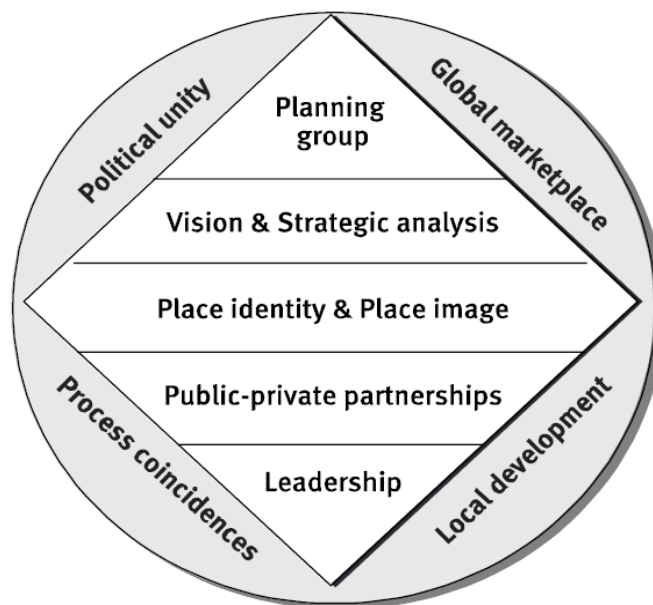 Political unity
Global marketplace
Planning
group
Vision & Strategic analysis
Place identity & Place image
Public-private partnerships
Leadership
Process coincidences
Local development